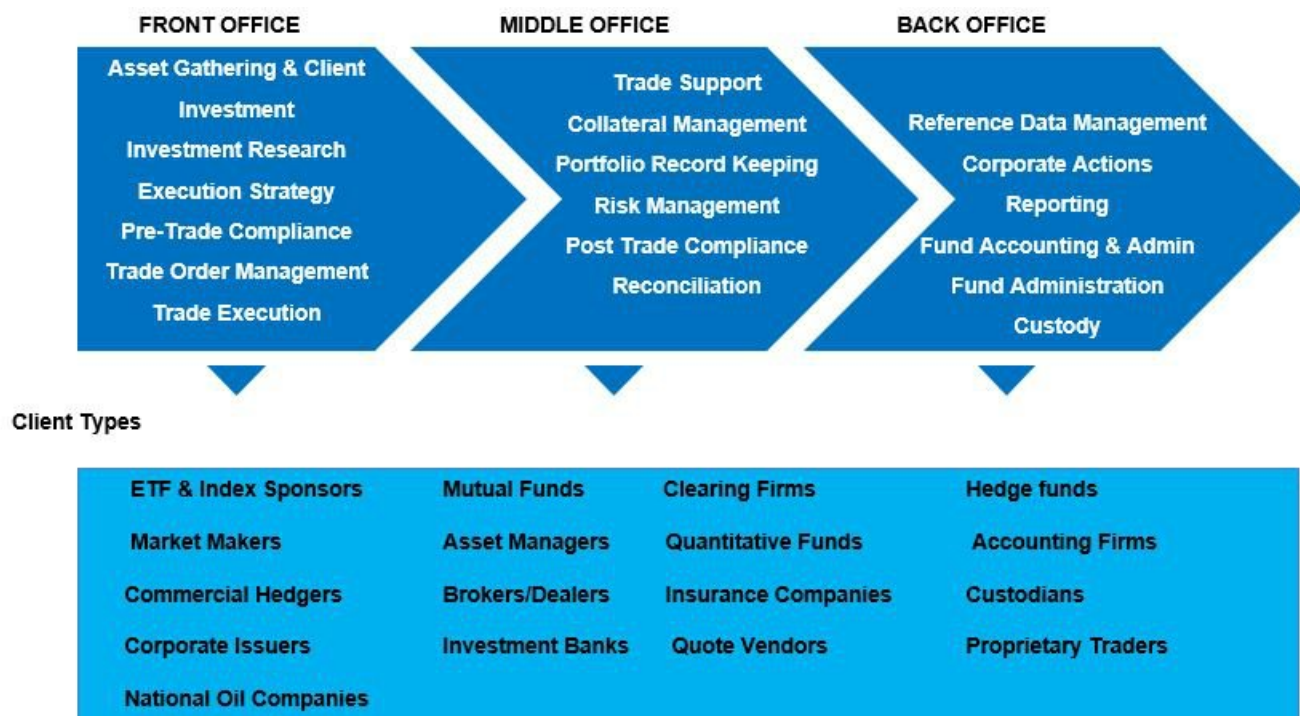 FRONT OFFICE
Asset Gathering & Client
Investment
Investment Research
Execution Strategy
Pre-Trade Compliance
Trade Order Management
Trade Execution
MIDDLE OFFICE
Trade Support
Collateral Management
Portfolio Record Keeping
Risk Management
Post Trade Compliance
Reconciliation
BACK OFFICE
Reference Data Management
Corporate Actions
Reporting
Fund Accounting & Admin
Fund Administration
Custody
Client Types
ETF & Index Sponsors
Market Makers
Commercial Hedgers
Corporate Issuers
National Oil Companies
Mutual Funds
Asset Managers
Brokers/Dealers
Investment Banks
Clearing Firms
Quantitative Funds
Insurance Companies
Quote Vendors
Hedge funds
Accounting Firms
Custodians
Proprietary Traders